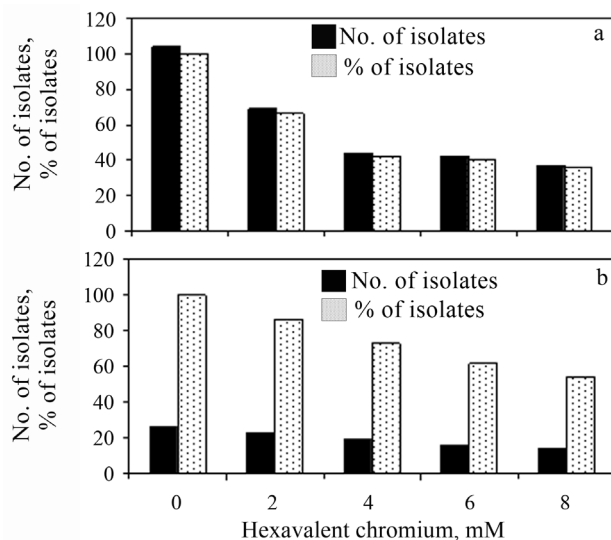 120
100
80
60
40
20
0
No. of isolates,
% of isolates
No. of isolates
% of isolates
a
120
100
80
60
40
20
0
No. of isolates,
% of isolates
No. of isolates
% of isolates
b
0 2 4 6 8
Hexavalent chromium, mM